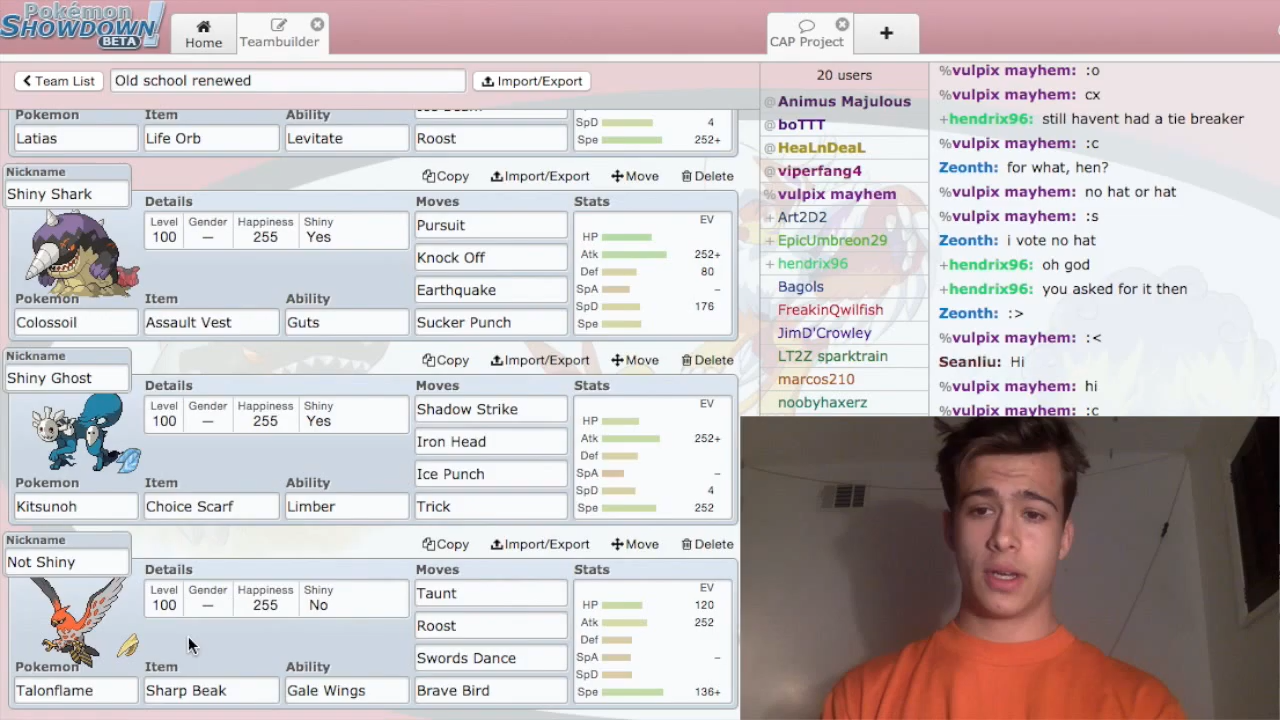 Pokémon
SHOWDOWN!
BETA
Home
Teambuilder
CAP Project
+
Team List
Old school renewed
Import/Export
20 users
Pokemon Item Ability
Latias Life Orb Levitate
Roost
SpD 4
Spe 252+
Nickname
Shiny Shark
Copy Import/Export Move Delete
Details
Level Gender Happiness Shiny
100 – 255 Yes
Pokemon Item Ability
Colossoil Assault Vest Guts
Moves
Pursuit
Knock Off
Earthquake
Sucker Punch
Stats
EV
HP
Atk 252+
Def 80
SpA –
SpD 176
Spe
Nickname
Shiny Ghost
Copy Import/Export Move Delete
Details
Level Gender Happiness Shiny
100 – 255 Yes
Pokemon Item Ability
Kitsunoh Choice Scarf Limber
Moves
Shadow Strike
Iron Head
Ice Punch
Trick
Stats
EV
HP
Atk 252+
Def
SpA –
SpD 4
Spe 252
Nickname
Not Shiny
Copy Import/Export Move Delete
Details
Level Gender Happiness Shiny
100 – 255 No
Pokemon Item Ability
Talonflame Sharp Beak Gale Wings
Moves
Taunt
Roost
Swords Dance
Brave Bird
Stats
EV
HP 120
Atk 252
Def
SpA –
SpD
Spe 136+
@Animus Majulous
@boTTT
@HeaLnDeaL
@viperfang4
%vulpix mayhem
+Art2D2
+EpicUmbreon29
+hendrix96
Bagols
FreakinQwilfish
JimD'Crowley
LT2Z sparktrain
marcos210
noobyhaxerz
%vulpix mayhem: :o
%vulpix mayhem: cx
+hendrix96: still havent had a tie breaker
%vulpix mayhem: :c
Zeonth: for what, hen?
%vulpix mayhem: no hat or hat
%vulpix mayhem: :s
Zeonth: i vote no hat
+hendrix96: oh god
+hendrix96: you asked for it then
Zeonth: :>
%vulpix mayhem: :<
Seanliu: Hi
%vulpix mayhem: hi
%vulpix mayhem: :c